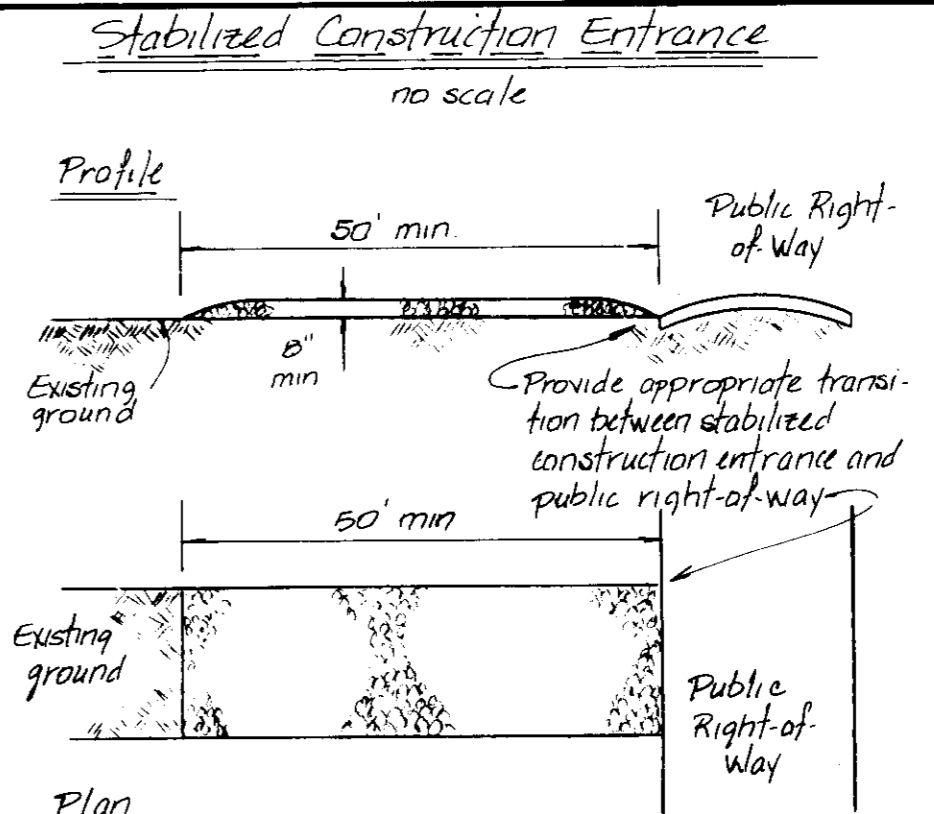 Stabilized Construction Entrance
no scale
Profile
50' min.
Public Right-
of-Way
8"
min
Existing
ground
Provide appropriate transi-
tion between stabilized
construction entrance and
public right-of-way
50' min
Existing
ground
Public
Right-of-
Way
Plan